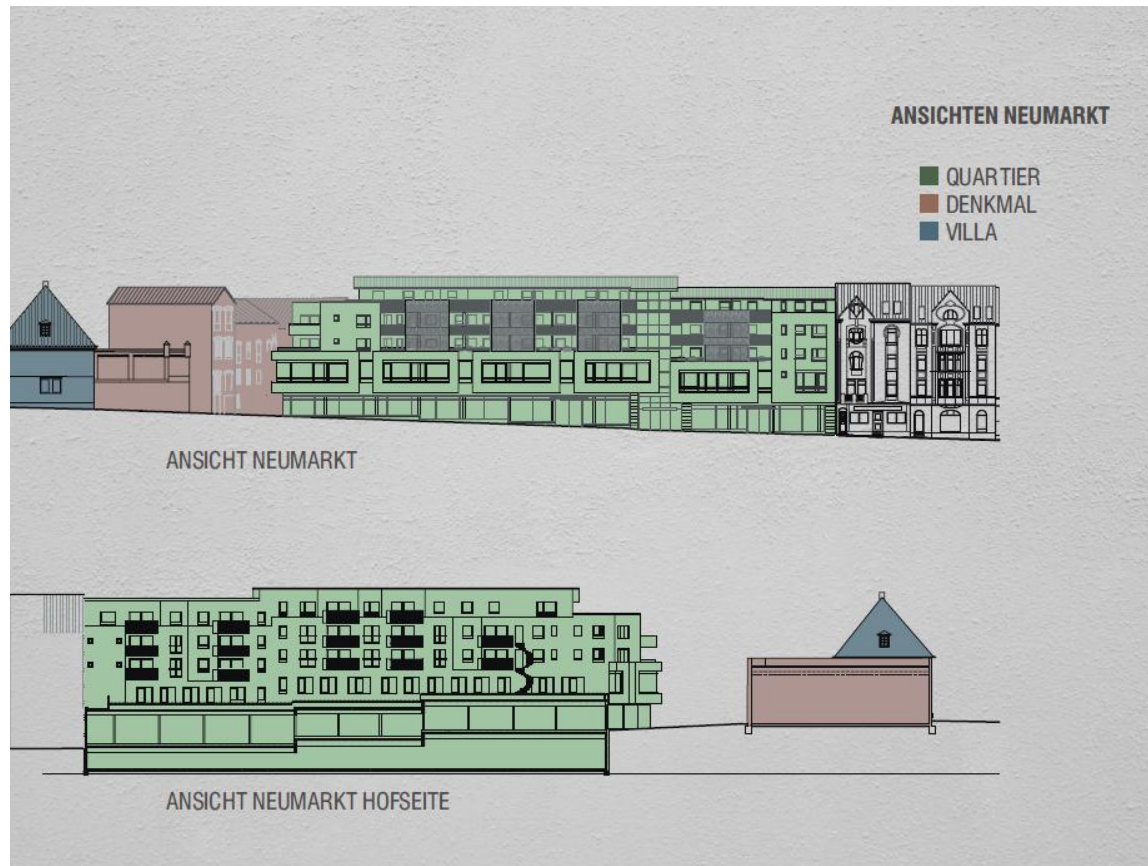 ANSICHTEN NEUMARKT
QUARTIER
DENKMAL
VILLA
ANSICHT NEUMARKT
ANSICHT NEUMARKT HOFSEITE